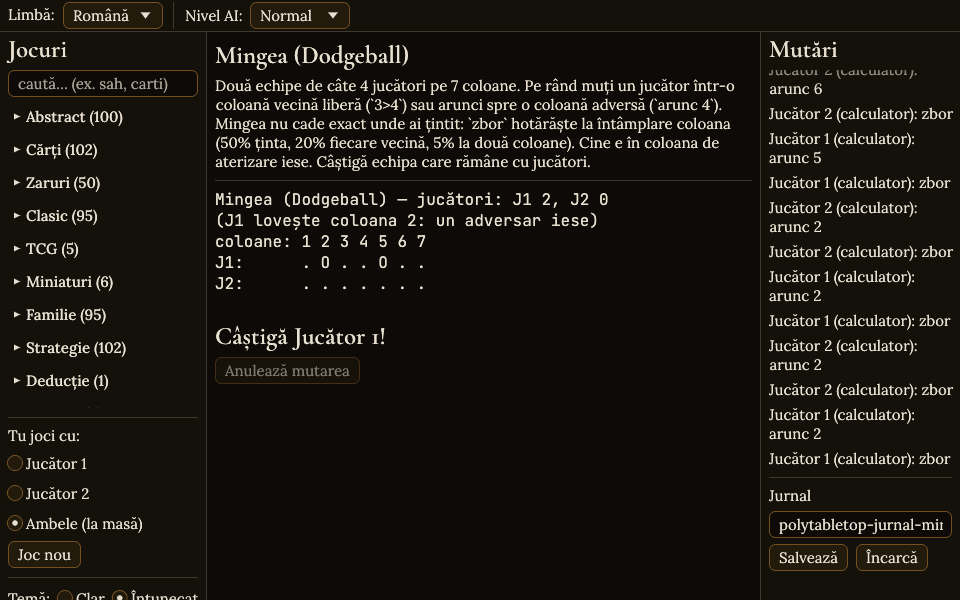 Limbă: Română ▼ Nivel AI: Normal ▼
Jocuri
caută... (ex. sah, carti)
▸ Abstract (100)
▸ Cărți (102)
▸ Zaruri (50)
▸ Clasic (95)
▸ TCG (5)
▸ Miniaturi (6)
▸ Familie (95)
▸ Strategie (102)
▸ Deducție (1)
Tu joci cu:
Jucător 1
Jucător 2
Ambele (la masă)
Joc nou
Temă: Clar Întunecat
Mingea (Dodgeball)
Două echipe de câte 4 jucători pe 7 coloane. Pe rând muți un jucător într-o
coloană vecină liberă (`3>4`) sau arunci spre o coloană adversă (`arunc 4`).
Mingea nu cade exact unde ai țintit: `zbor` hotărăște la întâmplare coloana
(50% ținta, 20% fiecare vecină, 5% la două coloane). Cine e în coloana de
aterizare iese. Câștigă echipa care rămâne cu jucători.
Mingea (Dodgeball) — jucători: J1 2, J2 0
(J1 lovește coloana 2: un adversar iese)
coloane: 1 2 3 4 5 6 7
J1: . O . . O . .
J2: . . . . . . .
Câștigă Jucător 1!
Anulează mutarea
Mutări
Jucător 2 (calculator):
arunc 6
Jucător 2 (calculator): zbor
Jucător 1 (calculator):
arunc 5
Jucător 1 (calculator): zbor
Jucător 2 (calculator):
arunc 2
Jucător 2 (calculator): zbor
Jucător 1 (calculator):
arunc 2
Jucător 1 (calculator): zbor
Jucător 2 (calculator):
arunc 2
Jucător 2 (calculator): zbor
Jucător 1 (calculator):
arunc 2
Jucător 1 (calculator): zbor
Jurnal
polytabletop-jurnal-min
Salvează Încarcă